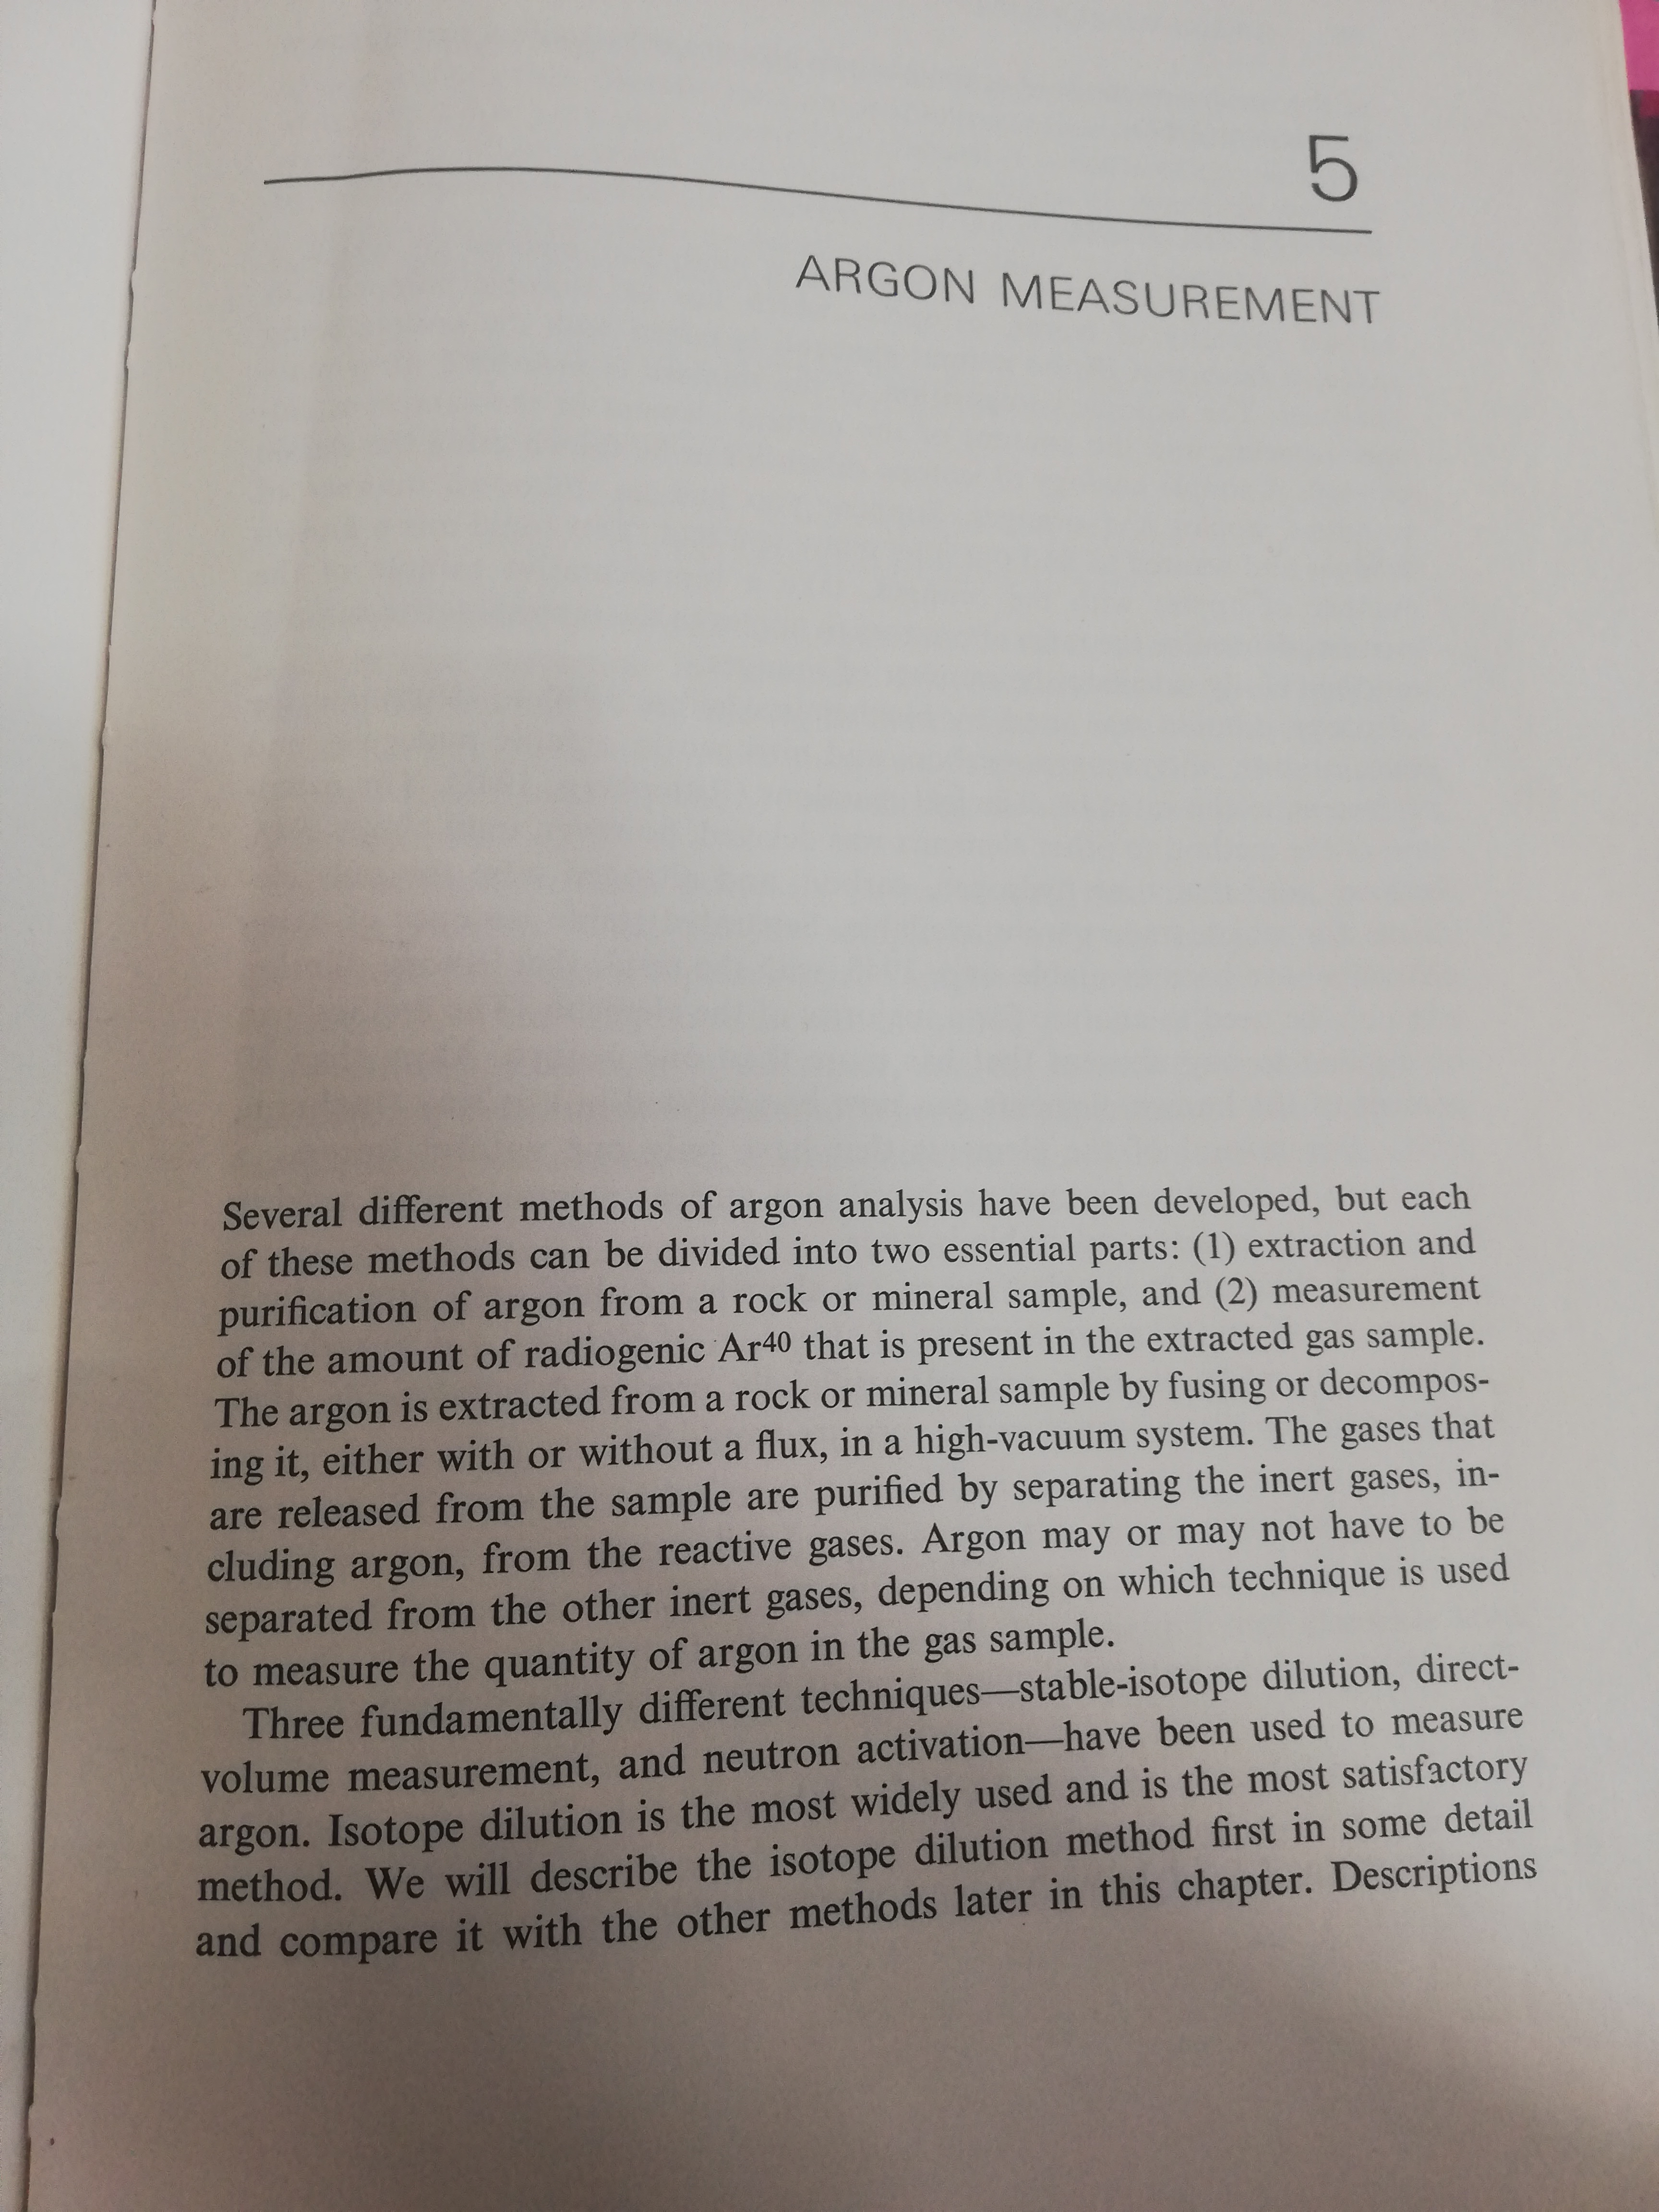 5
ARGON MEASUREMENT
Several different methods of argon analysis have been developed, but each
of these methods can be divided into two essential parts: (1) extraction and
purification of argon from a rock or mineral sample, and (2) measurement
of the amount of radiogenic Ar⁴⁰ that is present in the extracted gas sample.
The argon is extracted from a rock or mineral sample by fusing or decompos-
ing it, either with or without a flux, in a high-vacuum system. The gases that
are released from the sample are purified by separating the inert gases, in-
cluding argon, from the reactive gases. Argon may or may not have to be
separated from the other inert gases, depending on which technique is used
to measure the quantity of argon in the gas sample.
Three fundamentally different techniques—stable-isotope dilution, direct-
volume measurement, and neutron activation—have been used to measure
argon. Isotope dilution is the most widely used and is the most satisfactory
method. We will describe the isotope dilution method first in some detail
and compare it with the other methods later in this chapter. Descriptions